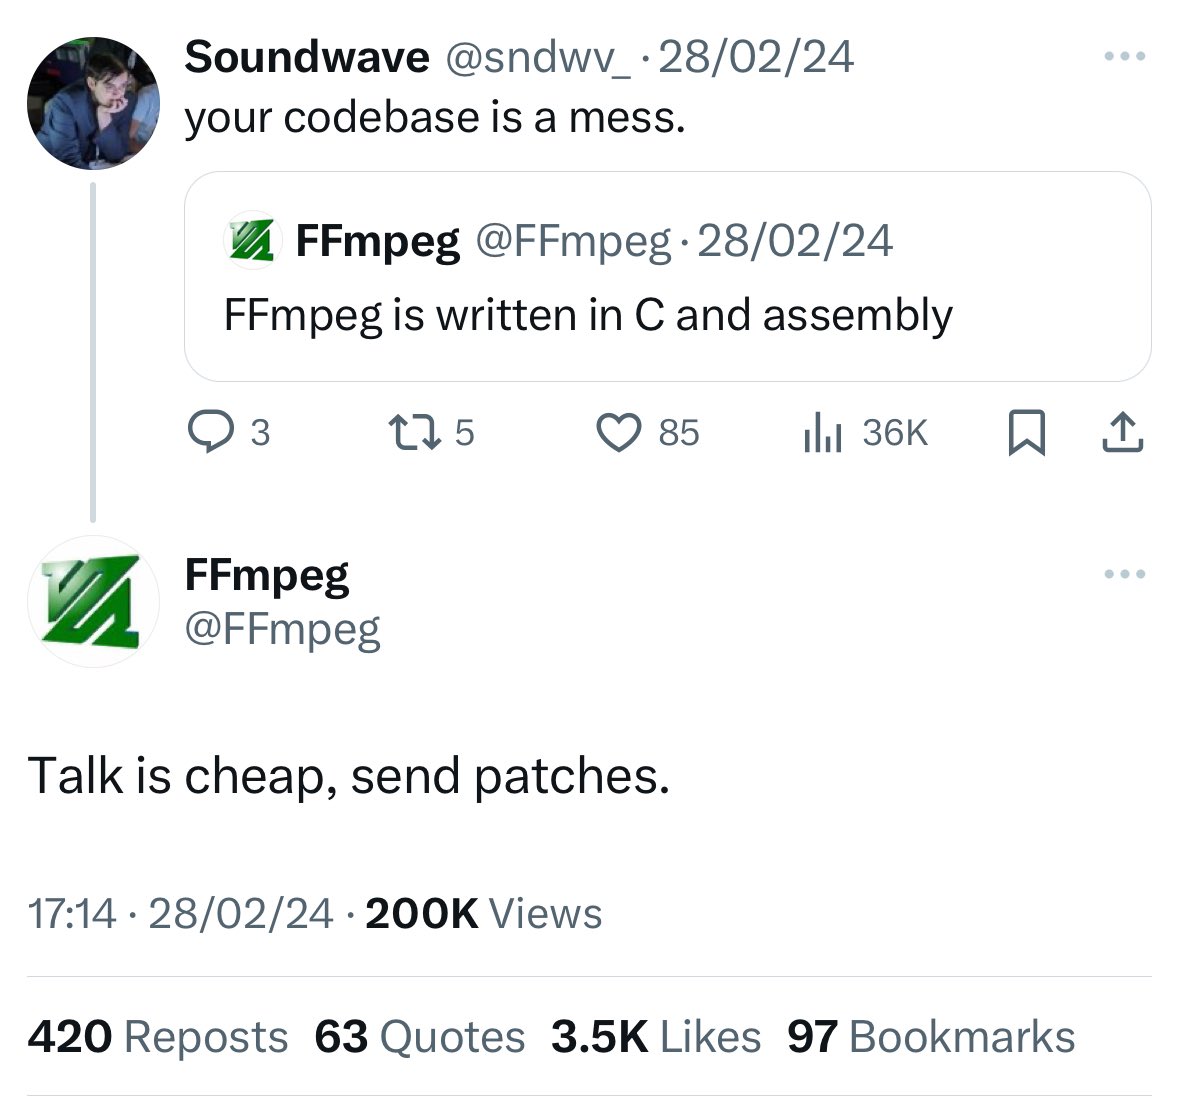 Soundwave @sndwv_ · 28/02/24
your codebase is a mess.
FFmpeg @FFmpeg · 28/02/24
FFmpeg is written in C and assembly
3 5 85 36K
FFmpeg
@FFmpeg
Talk is cheap, send patches.
17:14 · 28/02/24 · 200K Views
420 Reposts 63 Quotes 3.5K Likes 97 Bookmarks